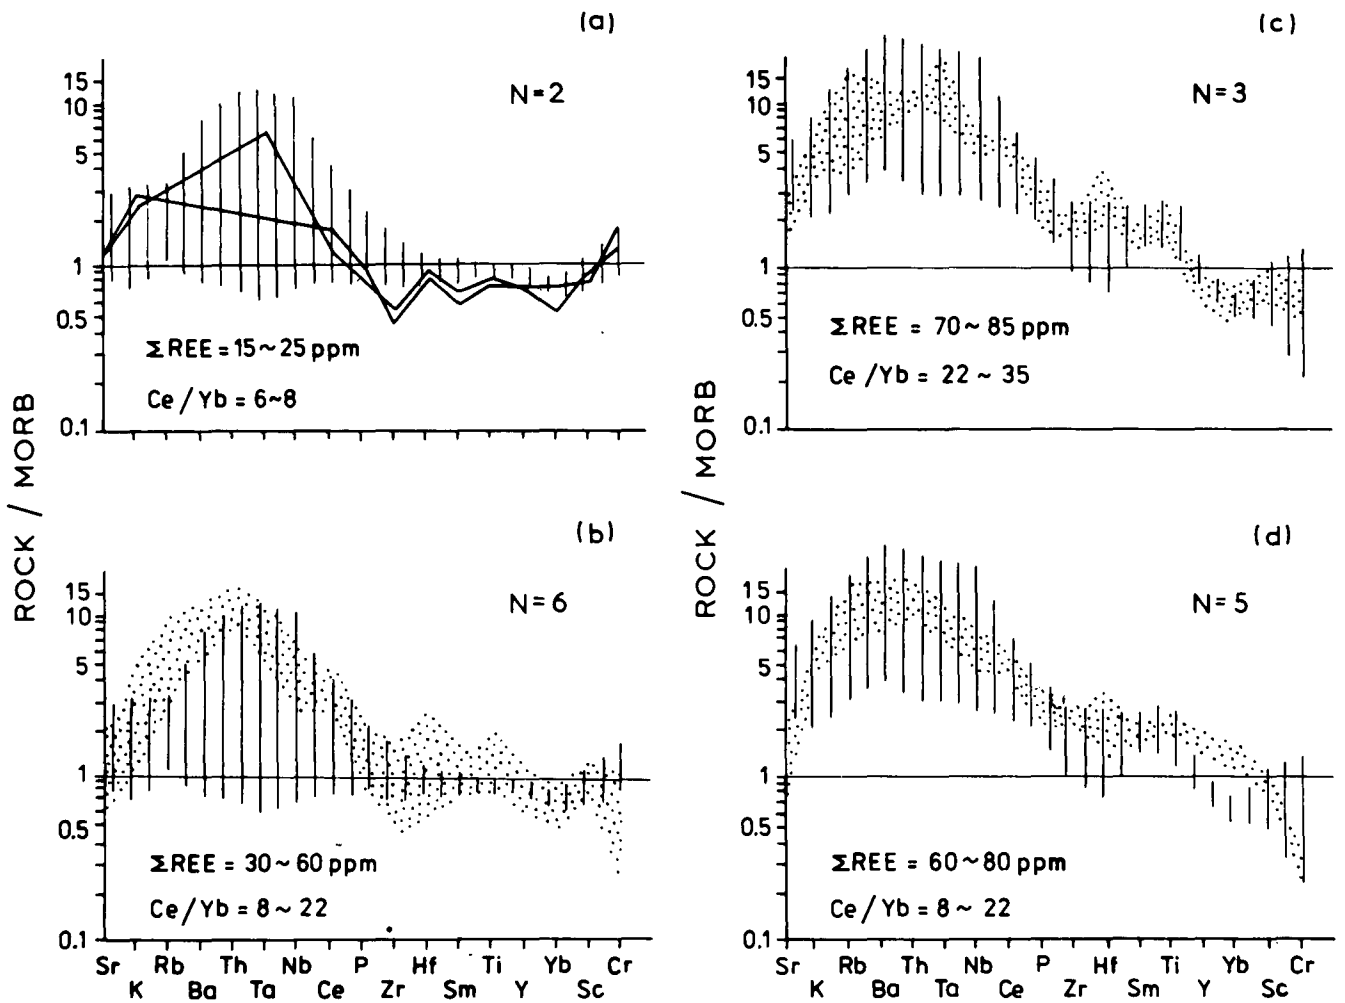 (a)
N=2
15
10
5
1
0.5
0.1
ΣREE = 15~25 ppm
Ce/Yb = 6~8
(c)
N=3
15
10
5
1
0.5
0.1
ΣREE = 70~85 ppm
Ce/Yb = 22~35
ROCK / MORB
ROCK / MORB
(b)
N=6
15
10
5
1
0.5
0.1
ΣREE = 30~60 ppm
Ce/Yb = 8~22
Sr K Rb Ba Th Ta Nb Ce P Zr Hf Sm Ti Y Yb Sc Cr
(d)
N=5
15
10
5
1
0.5
0.1
ΣREE = 60~80 ppm
Ce/Yb = 8~22
Sr K Rb Ba Th Ta Nb Ce P Zr Hf Sm Ti Y Yb Sc Cr